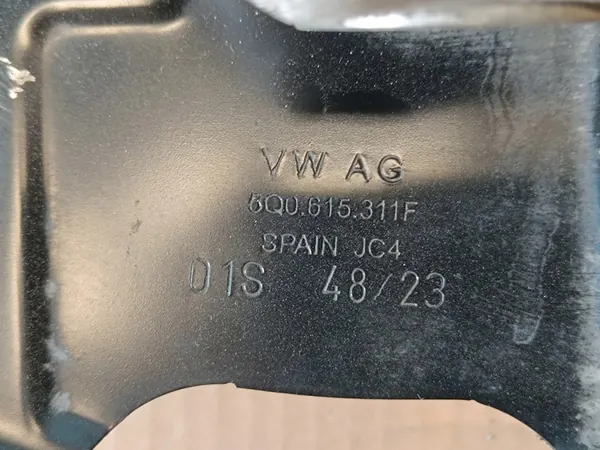 VW AG
5Q0.615.311F
SPAIN JC4
01S 48/23